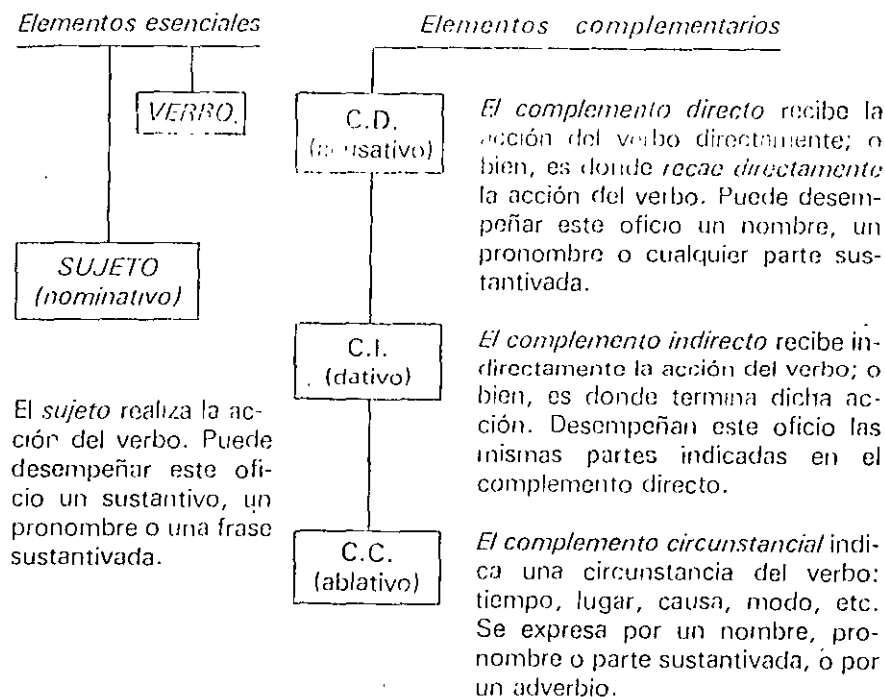 Elementos esenciales
VERBO.
SUJETO
(nominativo)
El sujeto realiza la ac-
ción del verbo. Puede
desempeñar este ofi-
cio un sustantivo, un
pronombre o una frase
sustantivada.
Elementos complementarios
C.D.
(acusativo)
El complemento directo recibe la
acción del verbo directamente; o
bien, es donde recae directamente
la acción del verbo. Puede desem-
peñar este oficio un nombre, un
pronombre o cualquier parte sus-
tantivada.
C.I.
(dativo)
El complemento indirecto recibe in-
directamente la acción del verbo; o
bien, es donde termina dicha ac-
ción. Desempeñan este oficio las
mismas partes indicadas en el
complemento directo.
C.C.
(ablativo)
El complemento circunstancial indi-
ca una circunstancia del verbo:
tiempo, lugar, causa, modo, etc.
Se expresa por un nombre, pro-
nombre o parte sustantivada, o por
un adverbio.